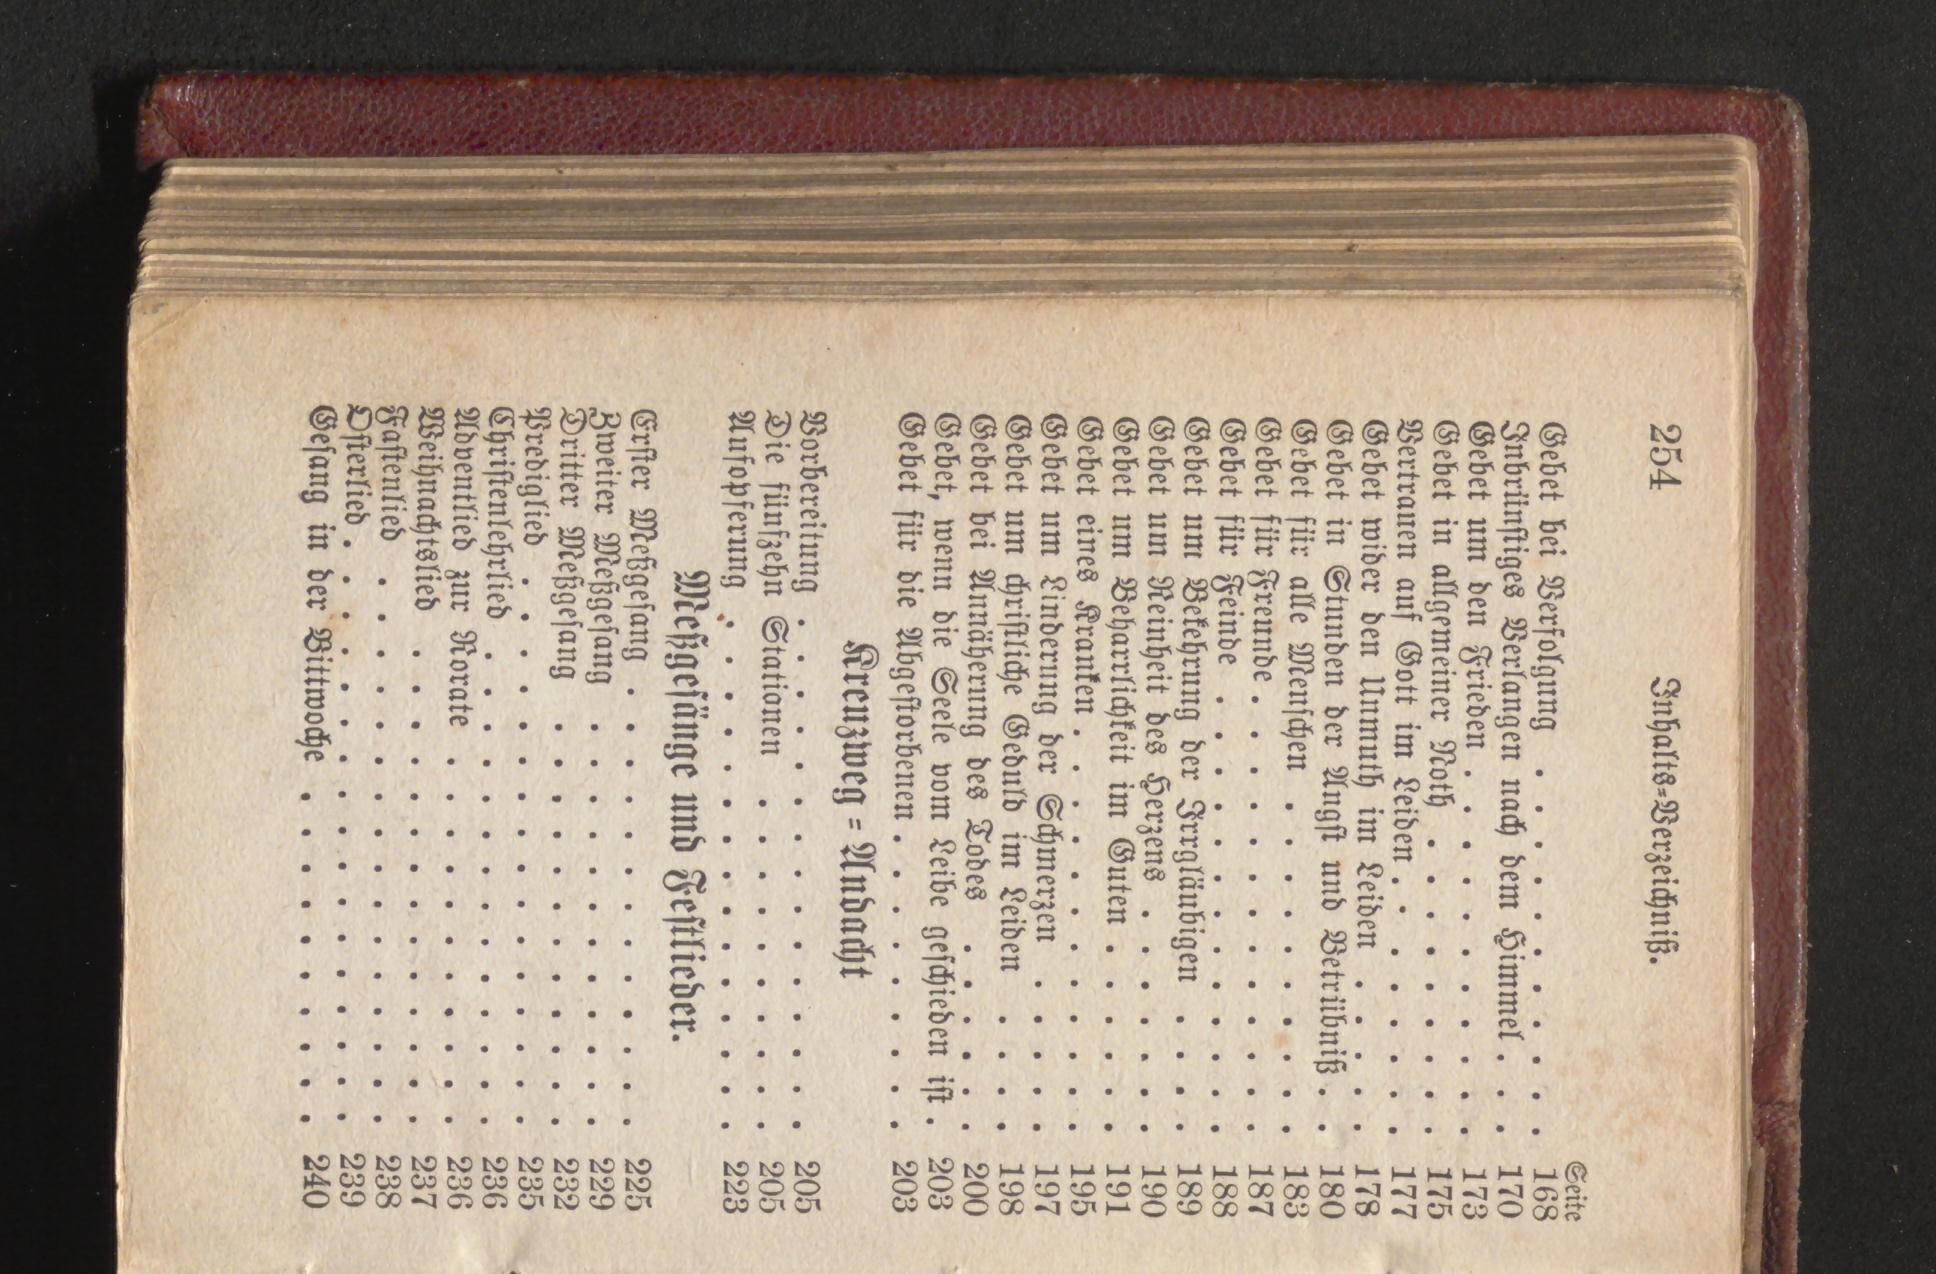 254 Inhalts=Verzeichniß.
Seite
Gebet bei Verfolgung . . . . . . . . . . . 168
Inbrünstiges Verlangen nach dem Himmel . . . 170
Gebet um den Frieden . . . . . . . . . . . 173
Gebet in allgemeiner Noth . . . . . . . . . 175
Vertrauen auf Gott im Leiden . . . . . . . . 177
Gebet wider den Unmuth im Leiden . . . . . 178
Gebet in Stunden der Angst und Betrübniß . . 180
Gebet für alle Menschen . . . . . . . . . . 183
Gebet für Freunde . . . . . . . . . . . . . 187
Gebet für Feinde . . . . . . . . . . . . . 188
Gebet um Bekehrung der Irrgläubigen . . . . . 189
Gebet um Reinheit des Herzens . . . . . . . 190
Gebet um Beharrlichkeit im Guten . . . . . . 191
Gebet eines Kranken . . . . . . . . . . . . 195
Gebet um Linderung der Schmerzen . . . . . 197
Gebet um christliche Geduld im Leiden . . . . 198
Gebet bei Annäherung des Todes . . . . . . 200
Gebet, wenn die Seele vom Leibe geschieden ist . 203
Gebet für die Abgestorbenen . . . . . . . . . 203
Kreuzweg = Andacht
Vorbereitung . . . . . . . . . . . . . . . 205
Die fünfzehn Stationen . . . . . . . . . . 205
Aufopferung . . . . . . . . . . . . . . . 223
Meßgesänge und Festlieder.
Erster Meßgesang . . . . . . . . . . . . . 225
Zweiter Meßgesang . . . . . . . . . . . . 229
Dritter Meßgesang . . . . . . . . . . . . 232
Predigtlied . . . . . . . . . . . . . . . . 235
Christenlehrlied . . . . . . . . . . . . . . 236
Adventlied zur Rorate . . . . . . . . . . . 236
Weihnachtslied . . . . . . . . . . . . . . 237
Fastenlied . . . . . . . . . . . . . . . . 238
Osterlied . . . . . . . . . . . . . . . . . 239
Gesang in der Bittwoche . . . . . . . . . . 240